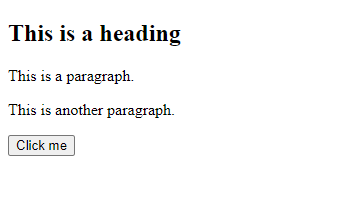 This is a heading
This is a paragraph.
This is another paragraph.
Click me